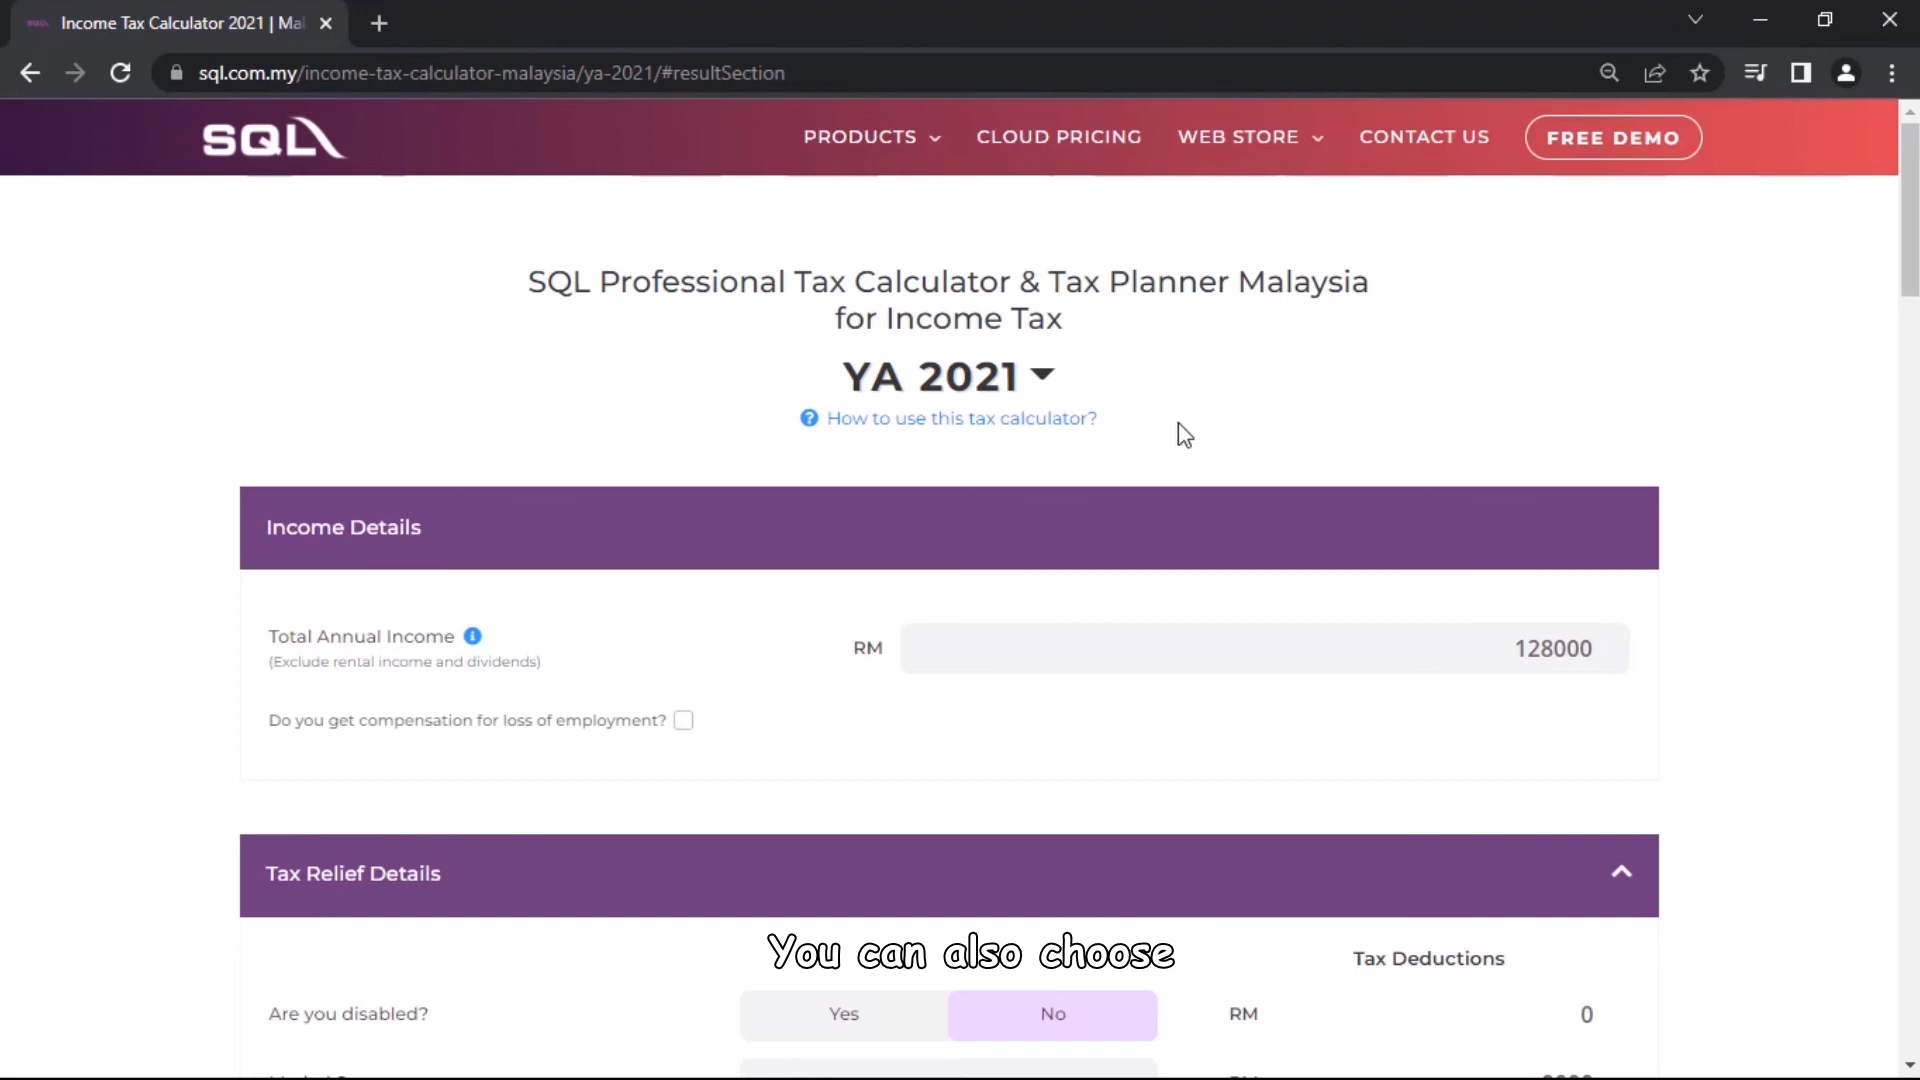 Income Tax Calculator 2021 | Mal
sql.com.my/income-tax-calculator-malaysia/ya-2021/#resultSection
SQL
PRODUCTS
CLOUD PRICING
WEB STORE
CONTACT US
FREE DEMO
SQL Professional Tax Calculator & Tax Planner Malaysia
for Income Tax
YA 2021
How to use this tax calculator?
Income Details
Total Annual Income
(Exclude rental income and dividends)
RM
128000
Do you get compensation for loss of employment?
Tax Relief Details
You can also choose
Tax Deductions
Are you disabled?
Yes
No
RM
0